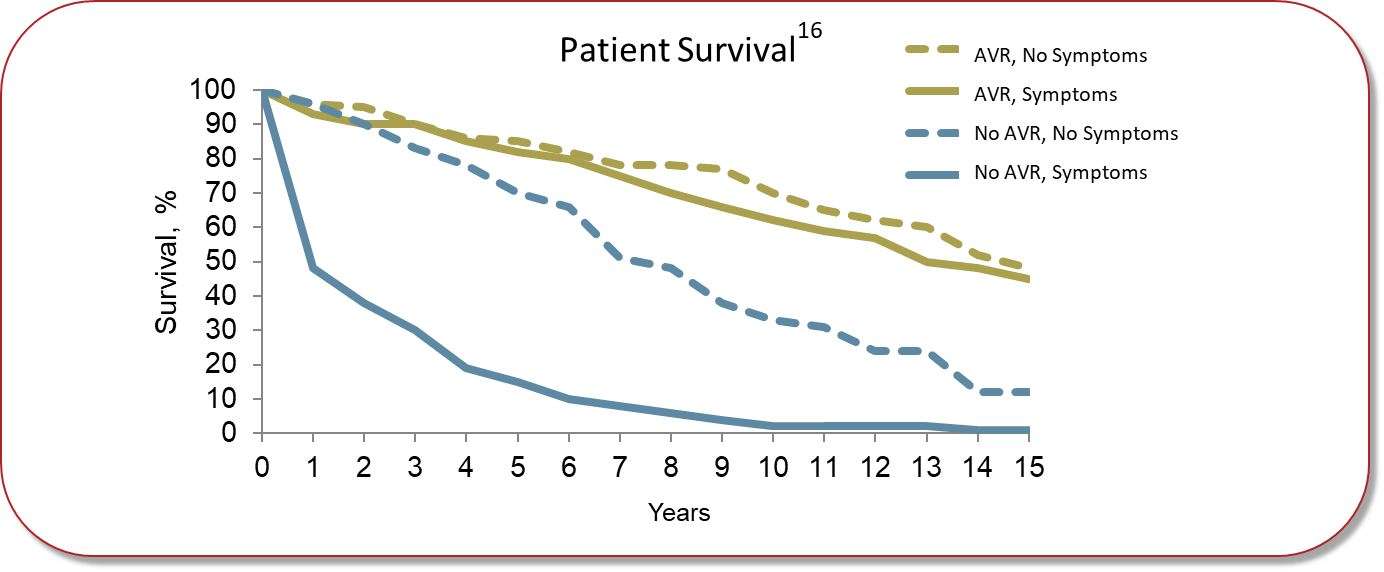 Patient Survival16
AVR, No Symptoms
AVR, Symptoms
No AVR, No Symptoms
No AVR, Symptoms
Survival, %
100
90
80
70
60
50
40
30
20
10
0
0 1 2 3 4 5 6 7 8 9 10 11 12 13 14 15
Years